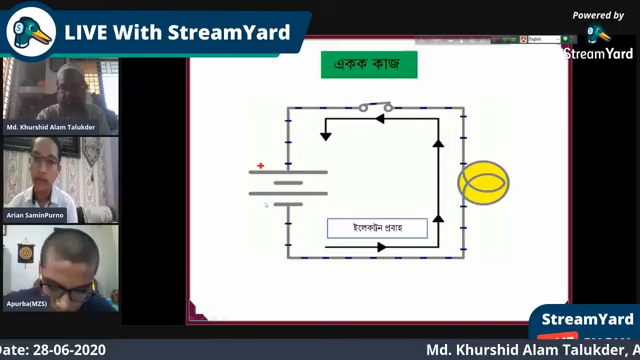 LIVE With StreamYard
Powered by
StreamYard
English
একক কাজ
Md. Khurshid Alam Talukder
Arian SaminPurno
Apurba(MZS)
+
ইলেকট্রন প্রবাহ
StreamYard
Date: 28-06-2020
Md. Khurshid Alam Talukder, A